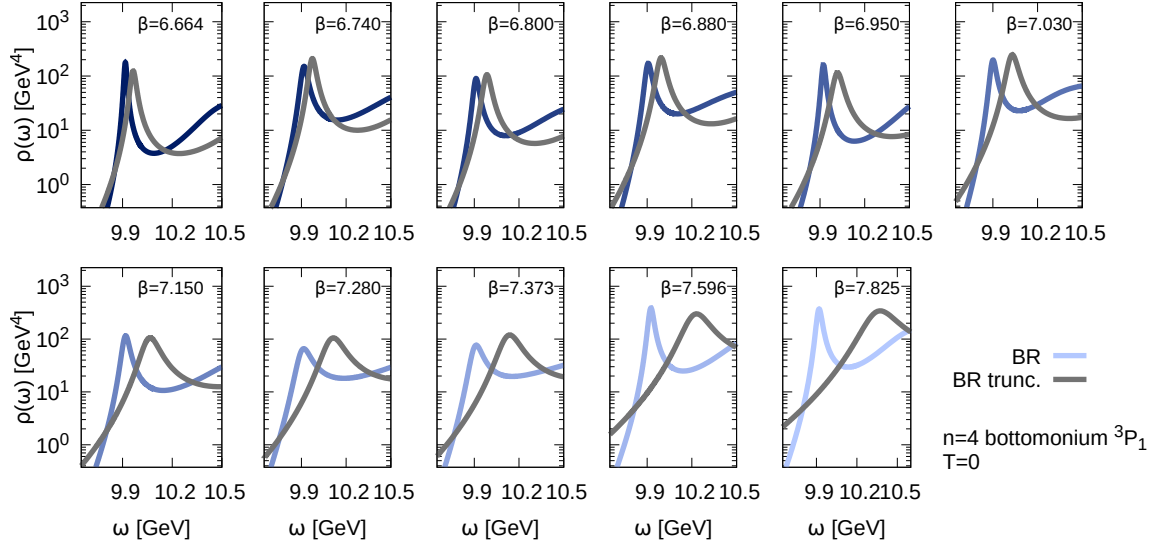 β=6.664 β=6.740 β=6.800 β=6.880 β=6.950 β=7.030
ρ(ω) [GeV⁴]
10³
10²
10¹
10⁰
9.9 10.2 10.5 9.9 10.2 10.5 9.9 10.2 10.5 9.9 10.2 10.5 9.9 10.2 10.5 9.9 10.2 10.5
β=7.150 β=7.280 β=7.373 β=7.596 β=7.825
ρ(ω) [GeV⁴]
10³
10²
10¹
10⁰
9.9 10.2 10.5 9.9 10.2 10.5 9.9 10.2 10.5 9.9 10.2 10.5 9.9 10.2 10.5
ω [GeV] ω [GeV] ω [GeV] ω [GeV] ω [GeV]
BR
BR trunc.
n=4 bottomonium ³P₁
T=0